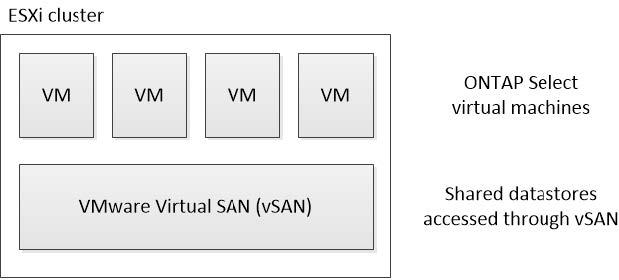 ESXi cluster
VM VM VM VM
ONTAP Select
virtual machines
VMware Virtual SAN (vSAN)
Shared datastores
accessed through vSAN